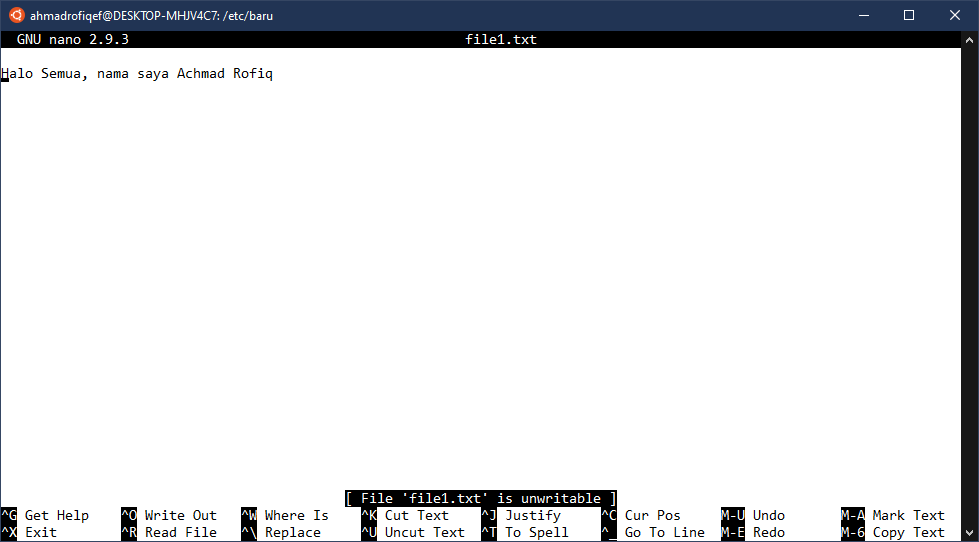 ahmadrofiqef@DESKTOP-MHJV4C7: /etc/baru
GNU nano 2.9.3 file1.txt
Halo Semua, nama saya Achmad Rofiq
[ File 'file1.txt' is unwritable ]
^G Get Help ^O Write Out ^W Where Is ^K Cut Text ^J Justify ^C Cur Pos M-U Undo M-A Mark Text
^X Exit ^R Read File ^\ Replace ^U Uncut Text ^T To Spell ^_ Go To Line M-E Redo M-6 Copy Text